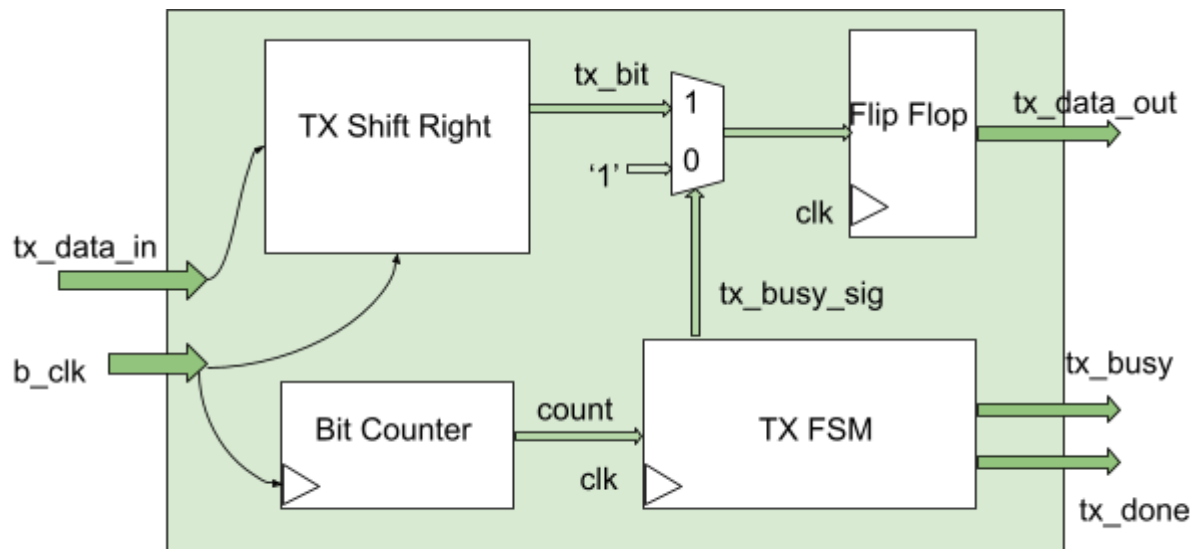 tx_bit
TX Shift Right
1
0
‘1’
Flip Flop
clk
tx_data_out
tx_data_in
b_clk
tx_busy_sig
Bit Counter
count
TX FSM
clk
tx_busy
tx_done